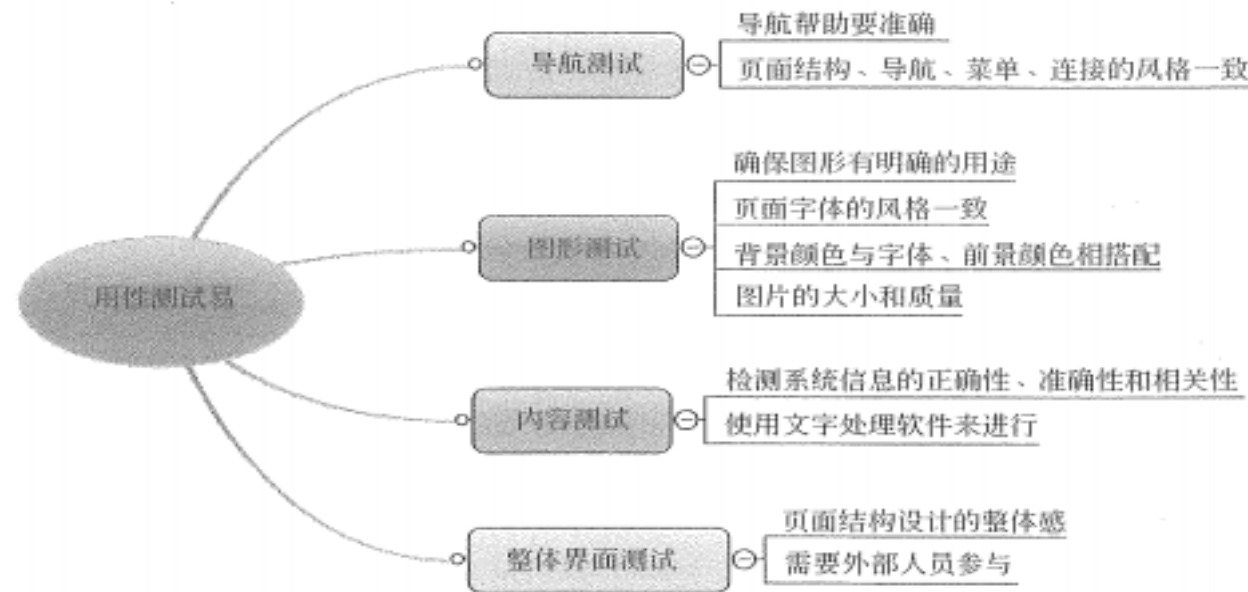 用性测试易
导航测试
导航帮助要准确
页面结构、导航、菜单、连接的风格一致
图形测试
确保图形有明确的用途
页面字体的风格一致
背景颜色与字体、前景颜色相搭配
图片的大小和质量
内容测试
检测系统信息的正确性、准确性和相关性
使用文字处理软件来进行
整体界面测试
页面结构设计的整体感
需要外部人员参与